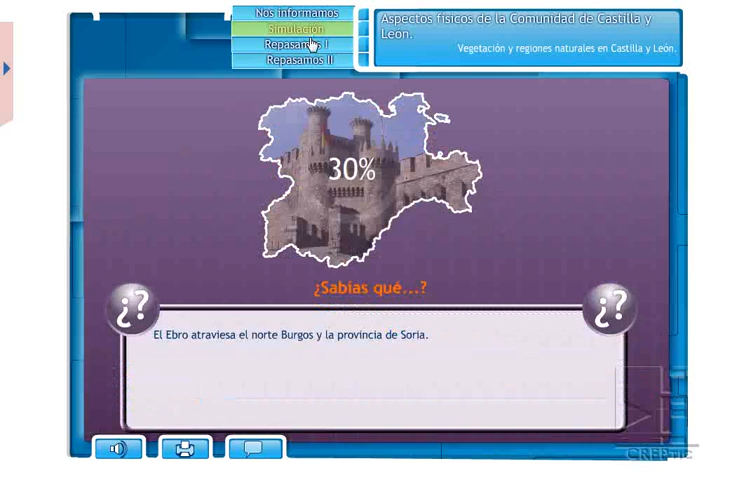 Nos informamos
Simulación
Repasamos I
Repasamos II
Aspectos físicos de la Comunidad de Castilla y
León.
Vegetación y regiones naturales en Castilla y León.
30%
¿Sabías qué...?
¿?
¿?
El Ebro atraviesa el norte Burgos y la provincia de Soria.
CREPTIC